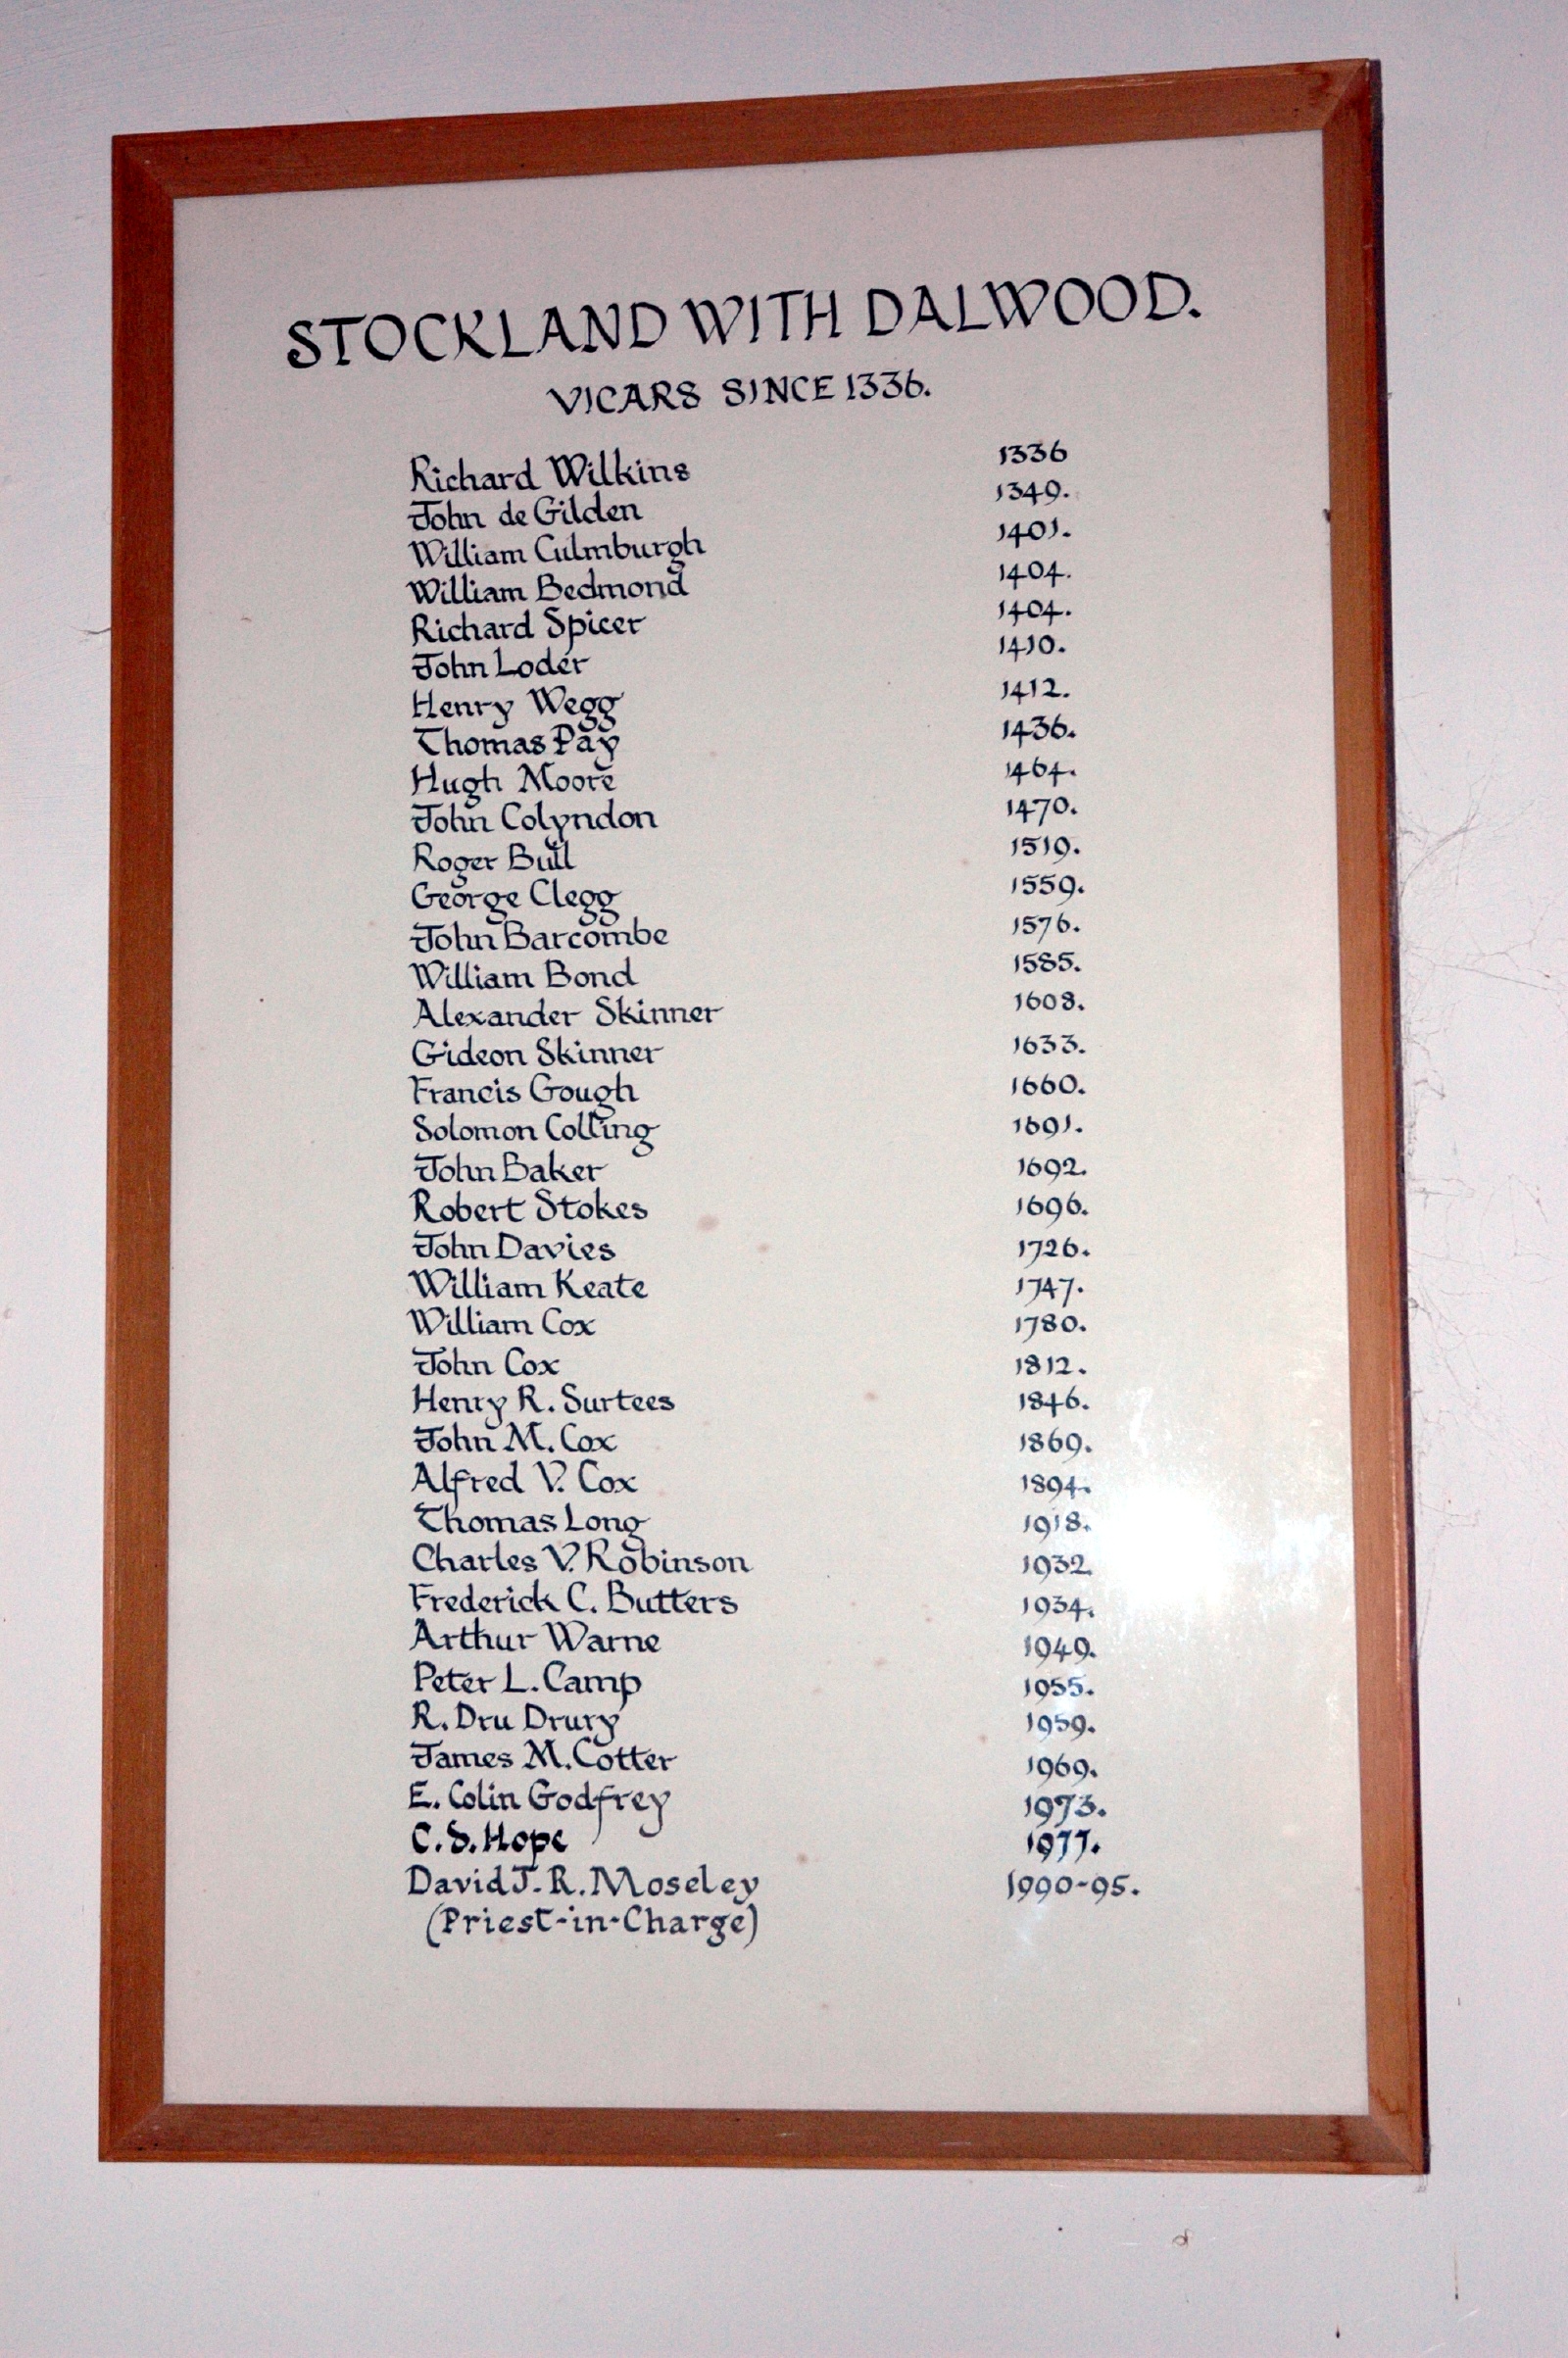 STOCKLAND WITH DALWOOD.
VICARS SINCE 1336.
Richard Wilkins 1336
John de Gilden 1349.
William Culmburgh 1401.
William Bedmond 1404.
Richard Spicer 1404.
John Loder 1410.
Henry Wegg 1412.
Thomas Pay 1436.
Hugh Moore 1464.
John Colyndon 1470.
Roger Bull 1519.
George Clegg 1559.
John Barcombe 1576.
William Bond 1585.
Alexander Skinner 1608.
Gideon Skinner 1633.
Francis Gough 1660.
Solomon Colling 1691.
John Baker 1692.
Robert Stokes 1696.
John Davies 1726.
William Keate 1747.
William Cox 1780.
John Cox 1812.
Henry R. Surtees 1846.
John M. Cox 1869.
Alfred V. Cox 1894.
Thomas Long 1918.
Charles V. Robinson 1932.
Frederick C. Butters 1934.
Arthur Warne 1949.
Peter L. Camp 1955.
R. Dru Drury 1959.
James M. Cotter 1969.
E. Colin Godfrey 1973.
C. S. Hope 1977.
David J. R. Moseley 1990-95.
(Priest-in-Charge)